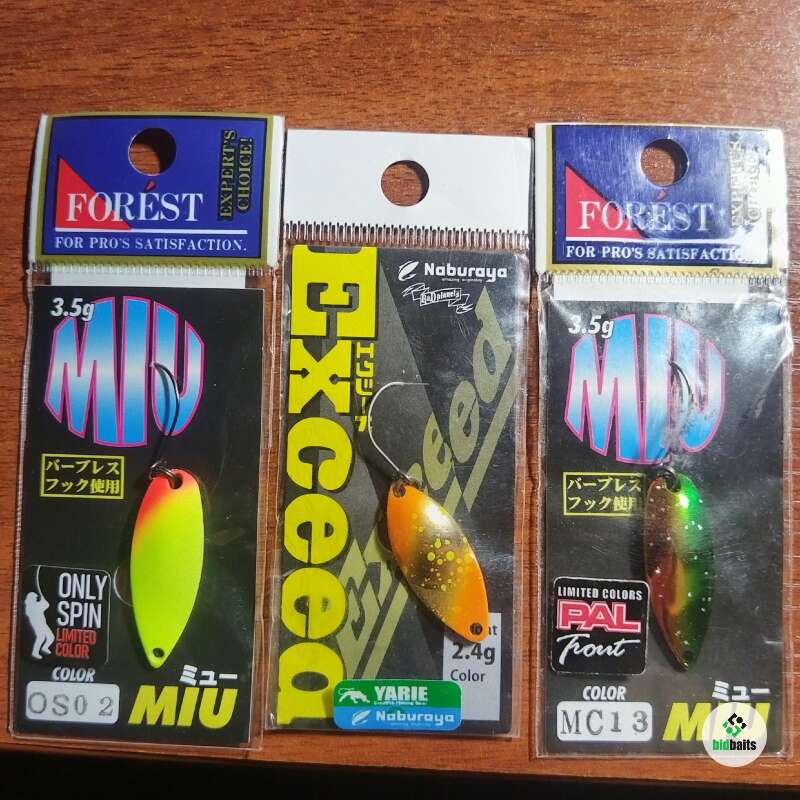 FORÉST
EXPERT'S
CHOICE!
FOR PRO'S SATISFACTION.
3.5g
MIU
バーブレス
フック使用
ONLY
SPIN
LIMITED
COLOR
COLOR
OS02
ミュー
MIU
Naburaya
Exceed
エクシード
Exceed
2.4g
Color
YARIE
Naburaya
FORÉST
FOR PRO'S SATISFACTION.
3.5g
MIU
バーブレス
フック使用
LIMITED COLORS
PAL
Trout
COLOR
MC13
ミュー
MIU
bidbaits